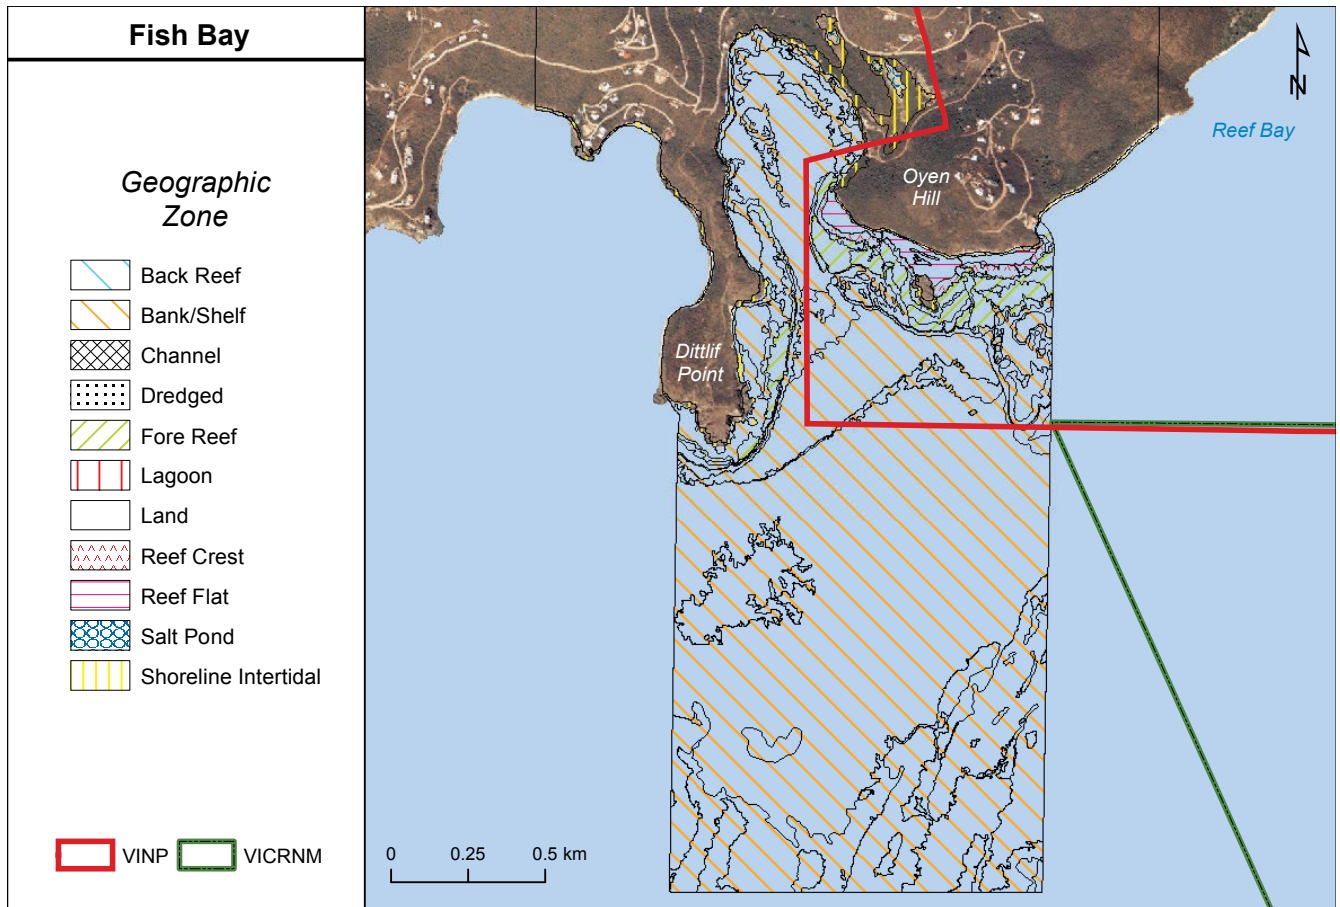 Fish Bay
Geographic
Zone
Back Reef
Bank/Shelf
Channel
Dredged
Fore Reef
Lagoon
Land
Reef Crest
Reef Flat
Salt Pond
Shoreline Intertidal
VINP
VICRNM
0
0.25
0.5 km
N
Reef Bay
Oyen
Hill
Dittlif
Point